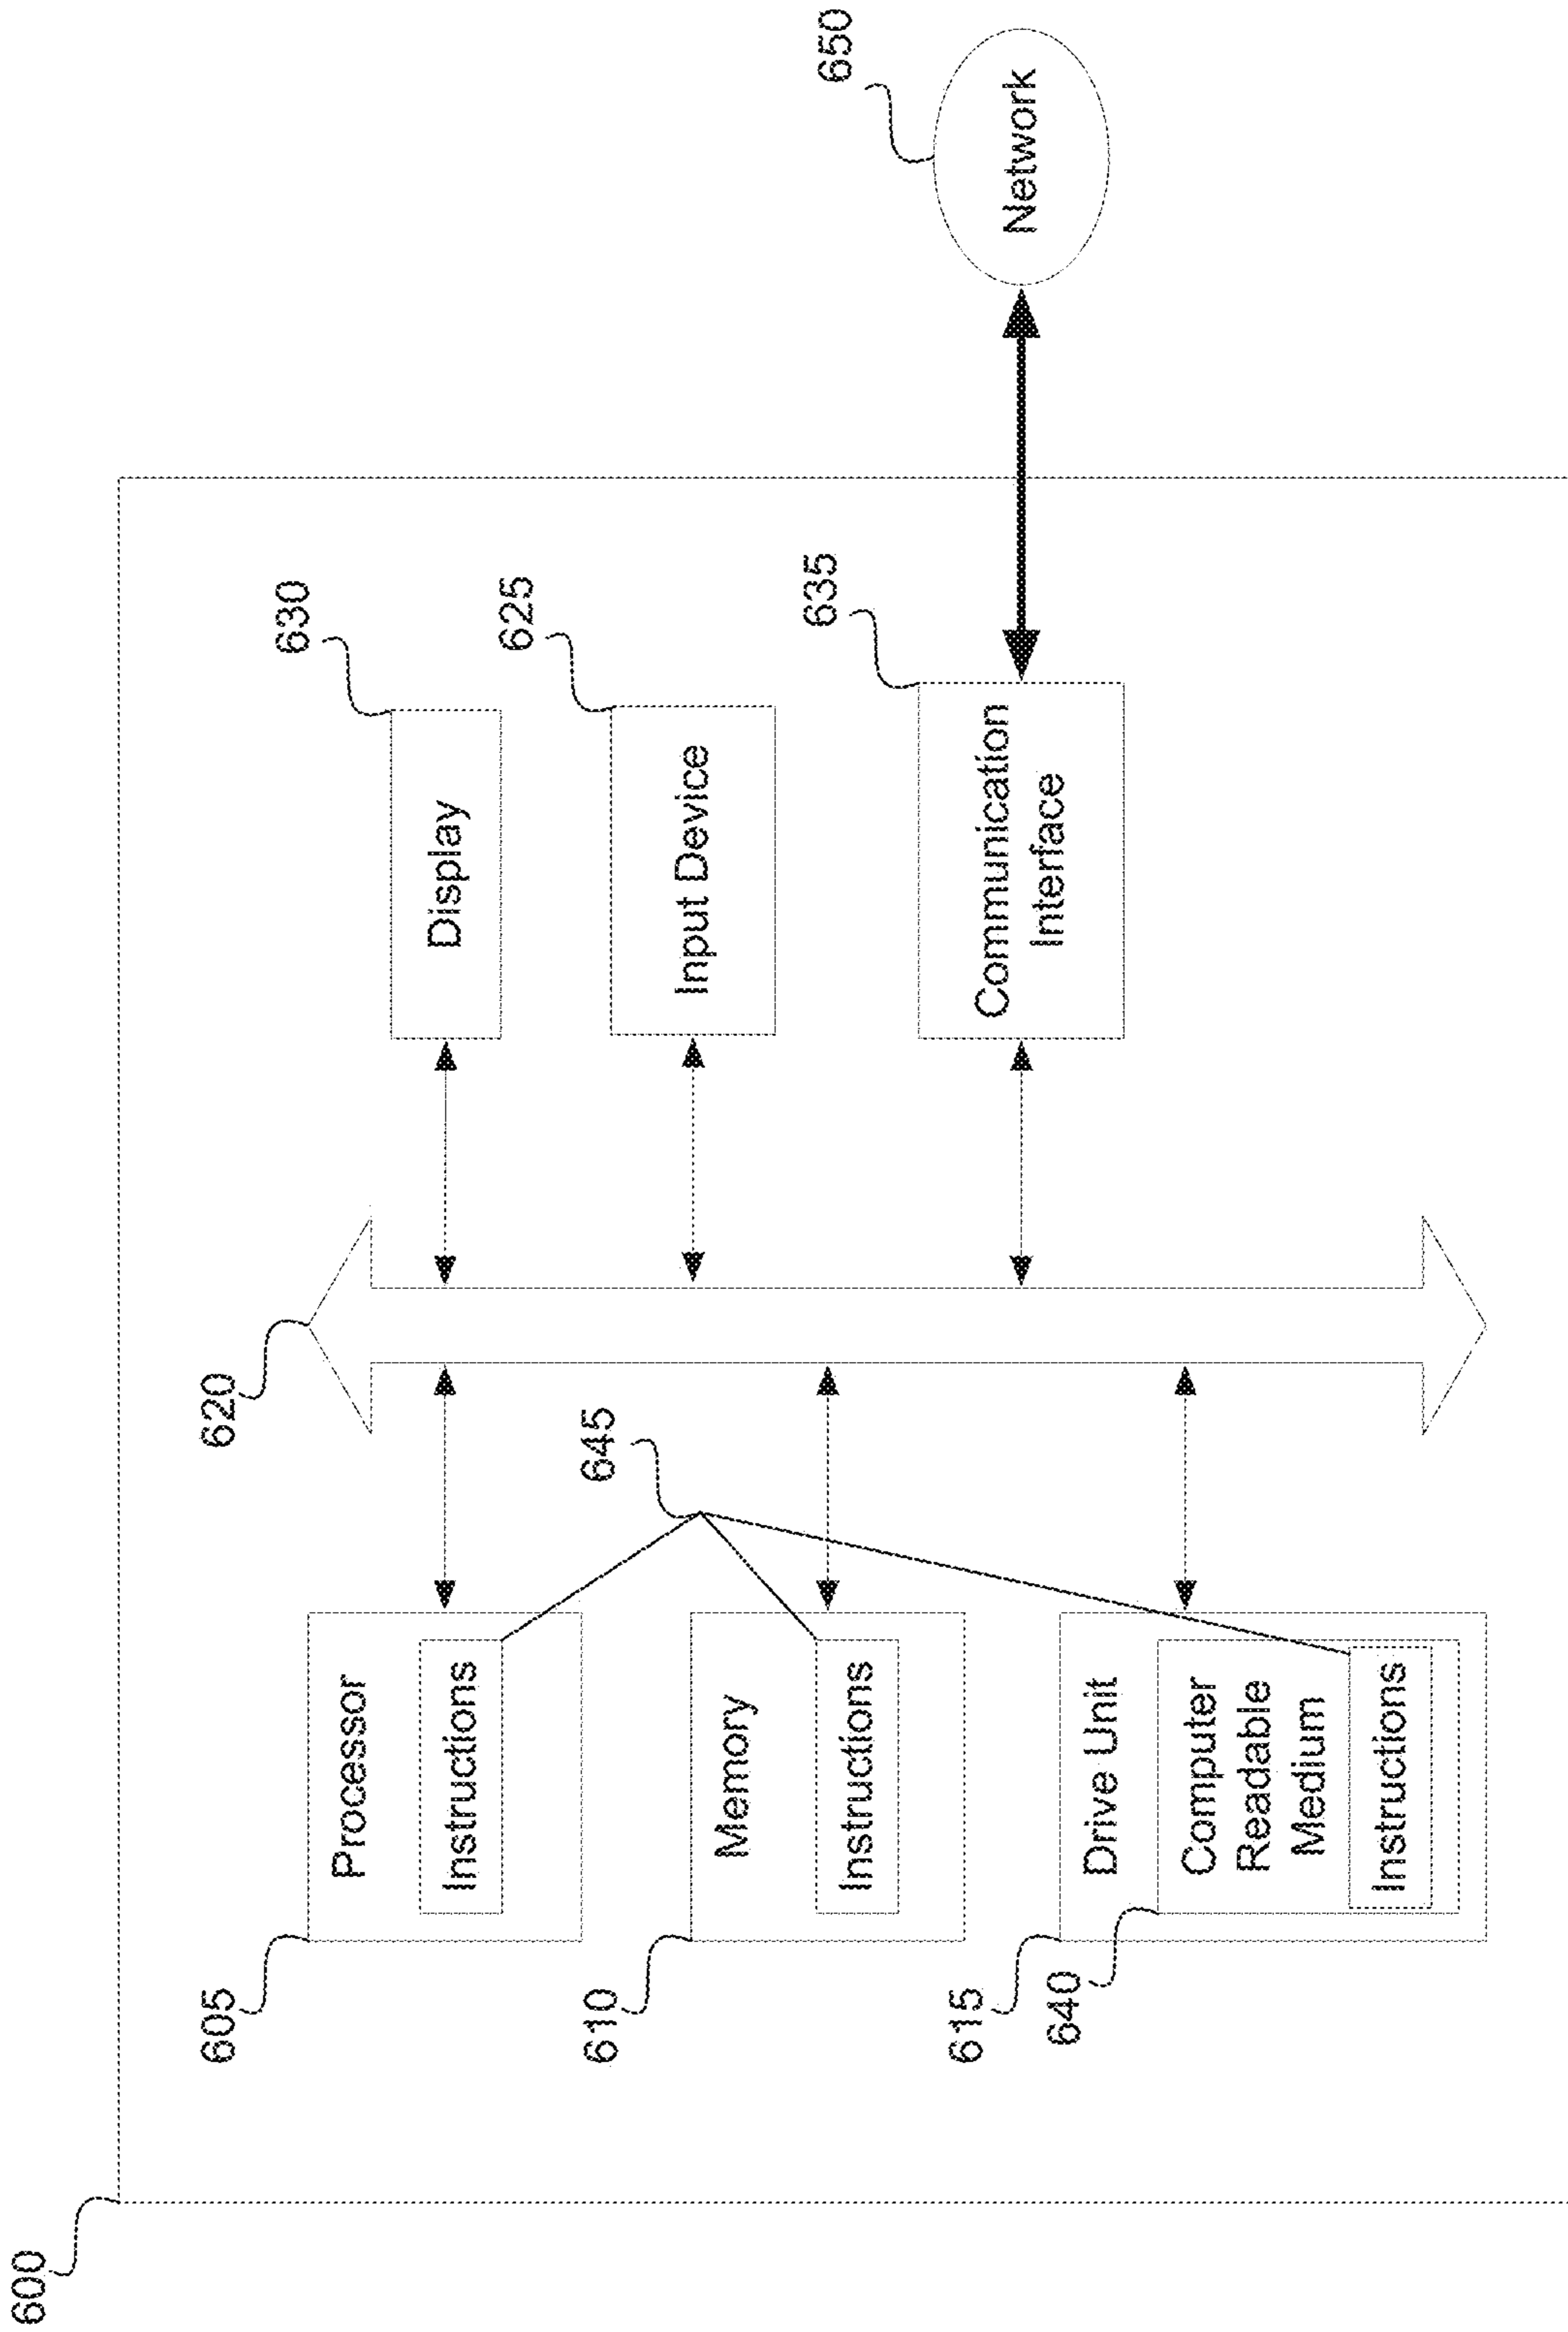 600
605
Processor
Instructions
610
Memory
Instructions
615
640
Drive Unit
Computer
Readable
Medium
Instructions
645
620
630
Display
625
Input Device
635
Communication
Interface
650
Network